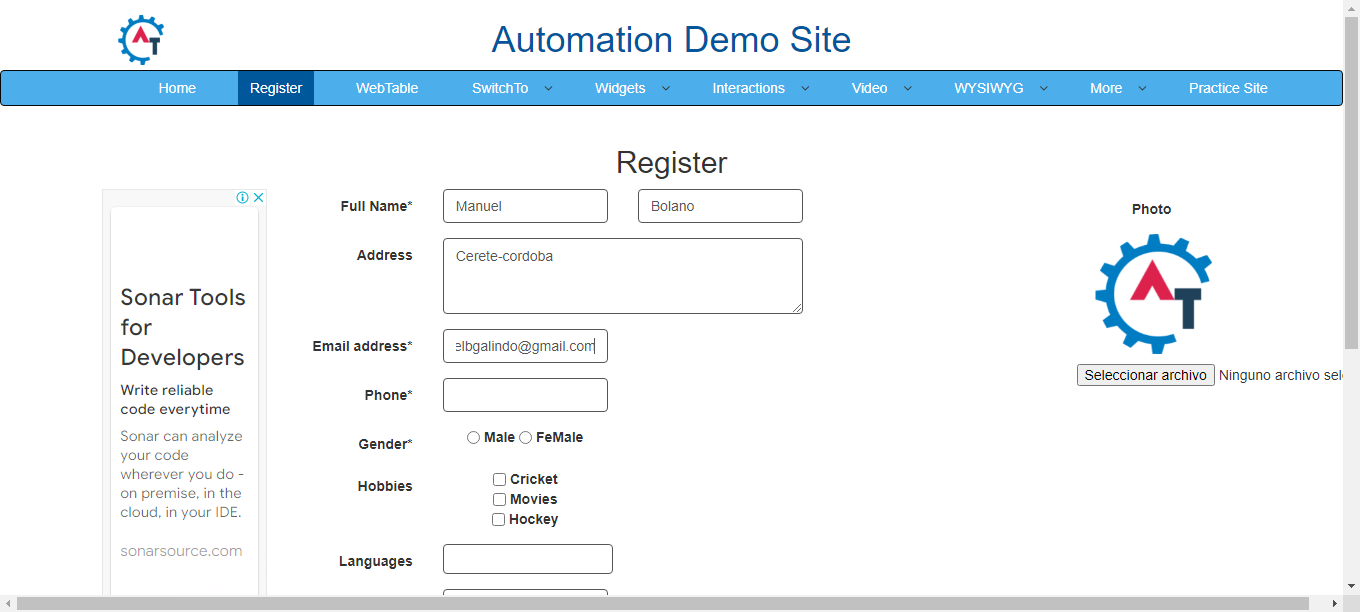 AT
Automation Demo Site
Home Register WebTable SwitchTo Widgets Interactions Video WYSIWYG More Practice Site
Register
Full Name* Manuel Bolano
Address Cerete-cordoba
Email address* elbgalindo@gmail.com
Phone*
Gender* Male FeMale
Hobbies Cricket
Movies
Hockey
Languages
Photo
AT
Seleccionar archivo Ninguno archivo sel
Sonar Tools
for
Developers
Write reliable
code everytime
Sonar can analyze
your code
wherever you do -
on premise, in the
cloud, in your IDE.
sonarsource.com